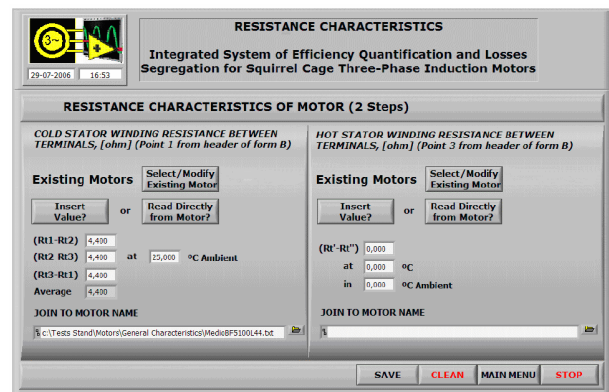 3~
29-07-2006 16:53
RESISTANCE CHARACTERISTICS
Integrated System of Efficiency Quantification and Losses
Segregation for Squirrel Cage Three-Phase Induction Motors
RESISTANCE CHARACTERISTICS OF MOTOR (2 Steps)
COLD STATOR WINDING RESISTANCE BETWEEN
TERMINALS, [ohm] (Point 1 from header of form B)
Existing Motors
Select/Modify
Existing Motor
Insert
Value?
or
Read Directly
from Motor?
(Rt1-Rt2) 4,400
(Rt2 Rt3) 4,400 at 25,000 ºC Ambient
(Rt3-Rt1) 4,400
Average 4,400
JOIN TO MOTOR NAME
c:\Tests Stand\Motors\General Characteristics\MedicBF5100L44.txt
HOT STATOR WINDING RESISTANCE BETWEEN
TERMINALS, [ohm] (Point 3 from header of form B)
Existing Motors
Select/Modify
Existing Motor
Insert
Value?
or
Read Directly
from Motor?
(Rt'-Rt") 0,000
at 0,000 ºC
in 0,000 ºC Ambient
JOIN TO MOTOR NAME
SAVE CLEAN MAIN MENU STOP